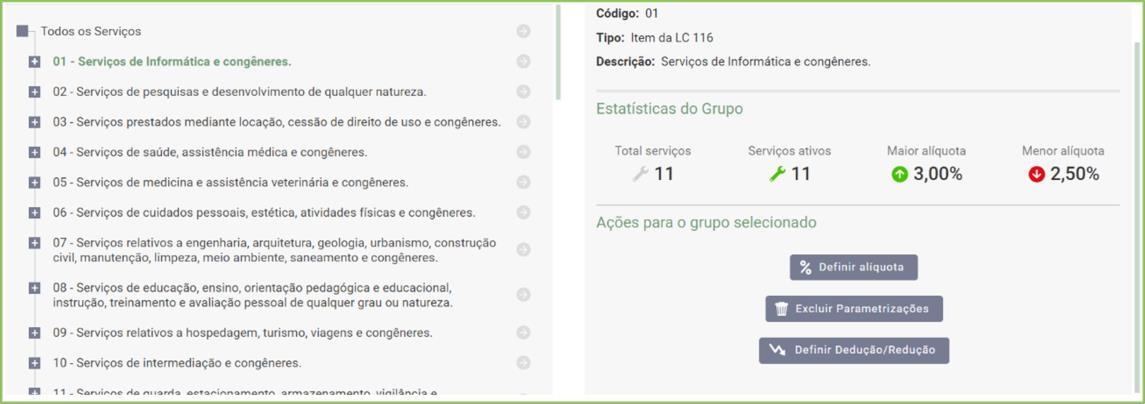 Todos os Serviços
01 - Serviços de Informática e congêneres.
02 - Serviços de pesquisas e desenvolvimento de qualquer natureza.
03 - Serviços prestados mediante locação, cessão de direito de uso e congêneres.
04 - Serviços de saúde, assistência médica e congêneres.
05 - Serviços de medicina e assistência veterinária e congêneres.
06 - Serviços de cuidados pessoais, estética, atividades físicas e congêneres.
07 - Serviços relativos a engenharia, arquitetura, geologia, urbanismo, construção
civil, manutenção, limpeza, meio ambiente, saneamento e congêneres.
08 - Serviços de educação, ensino, orientação pedagógica e educacional,
instrução, treinamento e avaliação pessoal de qualquer grau ou natureza.
09 - Serviços relativos a hospedagem, turismo, viagens e congêneres.
10 - Serviços de intermediação e congêneres.
11 - Serviços de guarda, estacionamento, armazenamento, vigilância e
Código: 01
Tipo: Item da LC 116
Descrição: Serviços de Informática e congêneres.
Estatísticas do Grupo
Total serviços Serviços ativos Maior alíquota Menor alíquota
11 11 3,00% 2,50%
Ações para o grupo selecionado
% Definir alíquota
Excluir Parametrizações
Definir Dedução/Redução